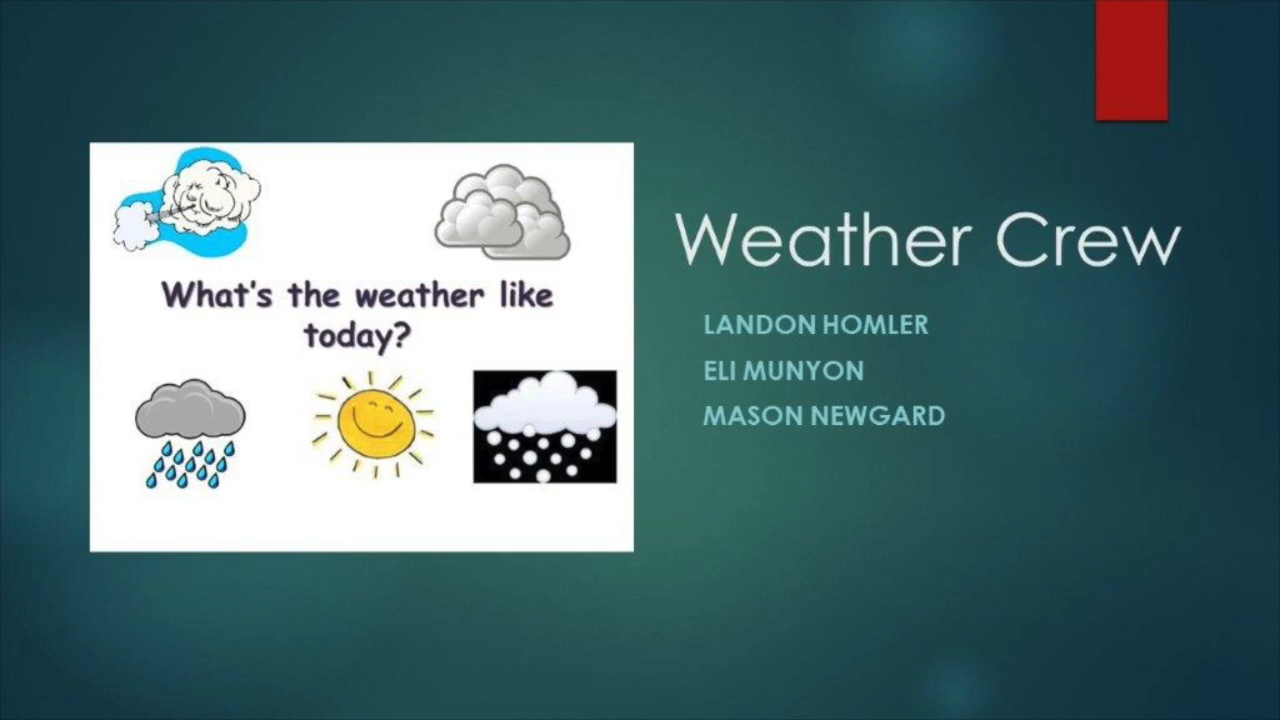 What's the weather like
today?
Weather Crew
LANDON HOMLER
ELI MUNYON
MASON NEWGARD